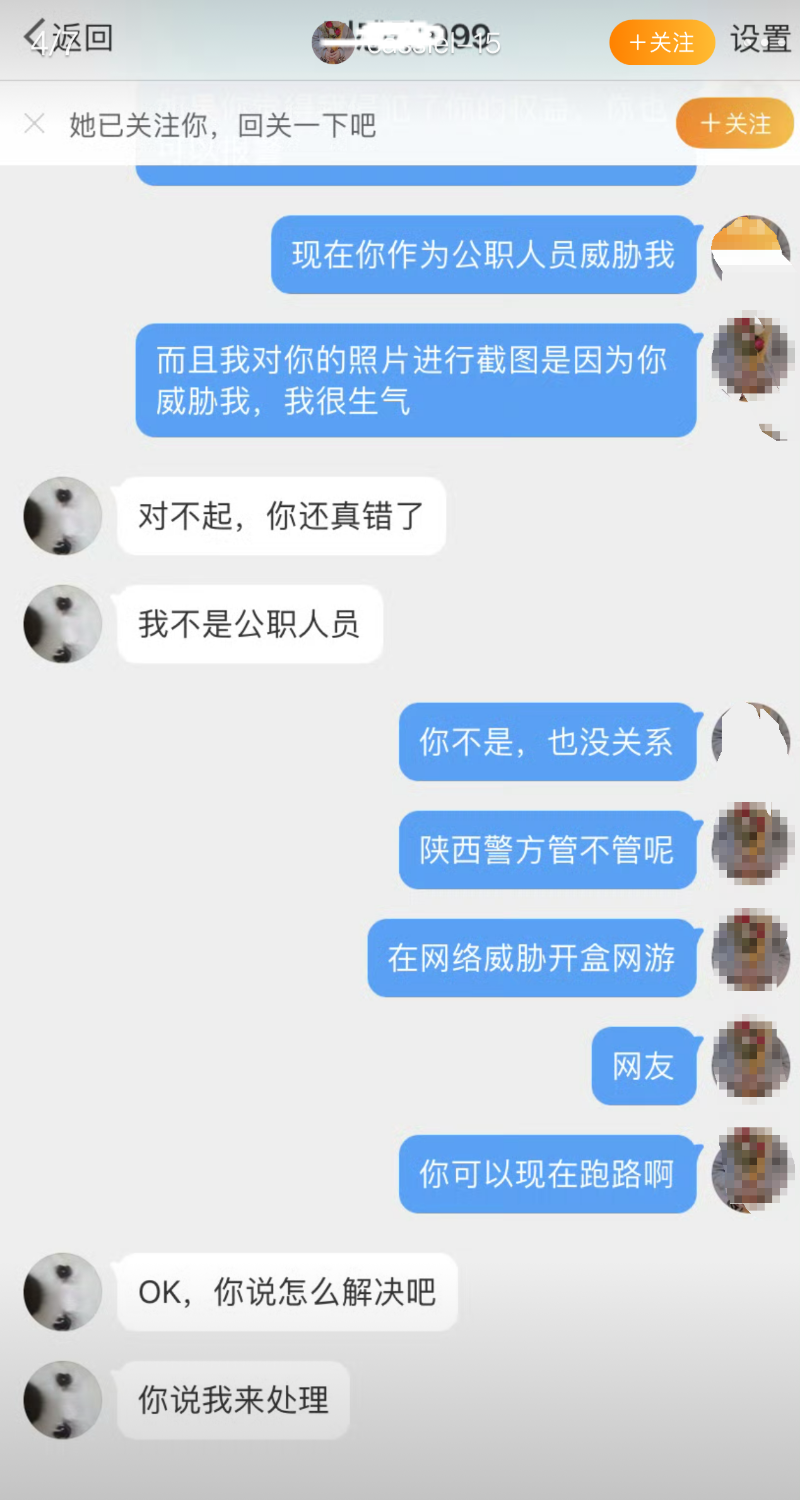 返回
4/7
+关注
设置
她已关注你，回关一下吧
+关注
现在你作为公职人员威胁我
而且我对你的照片进行截图是因为你
威胁我，我很生气
对不起，你还真错了
我不是公职人员
你不是，也没关系
陕西警方管不管呢
在网络威胁开盒网游
网友
你可以现在跑路啊
OK，你说怎么解决吧
你说我来处理